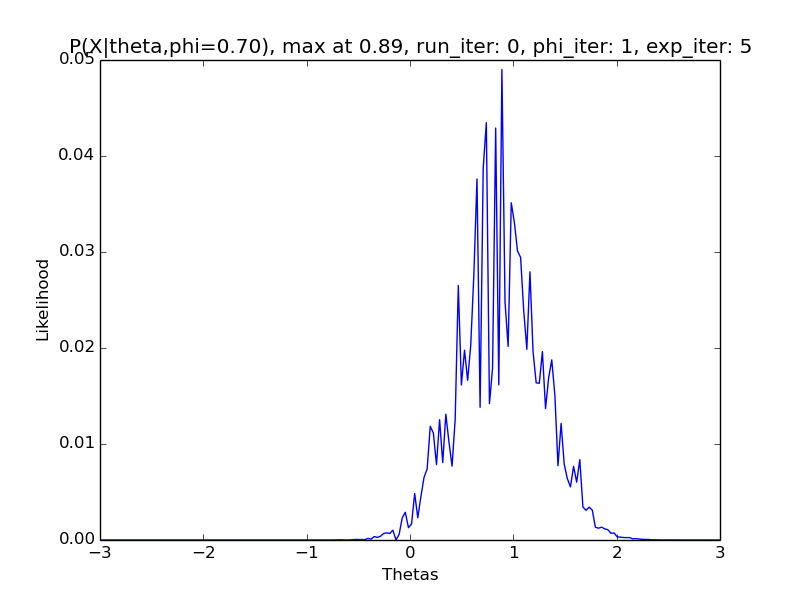 P(X|theta,phi=0.70), max at 0.89, run_iter: 0, phi_iter: 1, exp_iter: 5
0.05
0.04
0.03
0.02
0.01
0.00
Likelihood
−3 −2 −1 0 1 2 3
Thetas